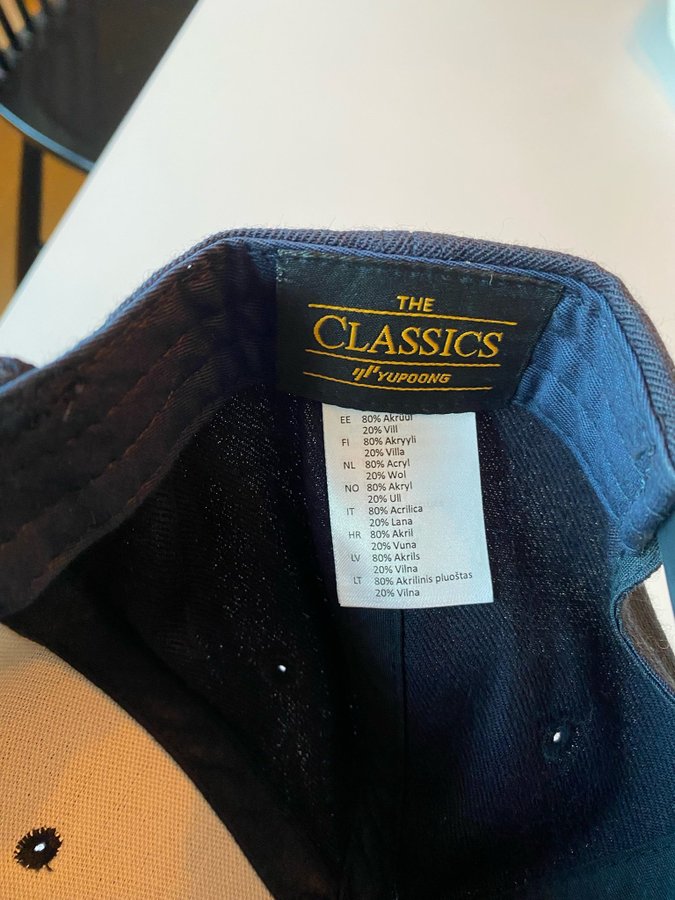 THE
CLASSICS
YUPOONG
EE 80% Akrüül
20% Vill
FI 80% Akryyli
20% Villa
NL 80% Acryl
20% Wol
NO 80% Akryl
20% Ull
IT 80% Acrilica
20% Lana
HR 80% Akril
20% Vuna
LV 80% Akrils
20% Vilna
LT 80% Akrilinis pluoštas
20% Vilna